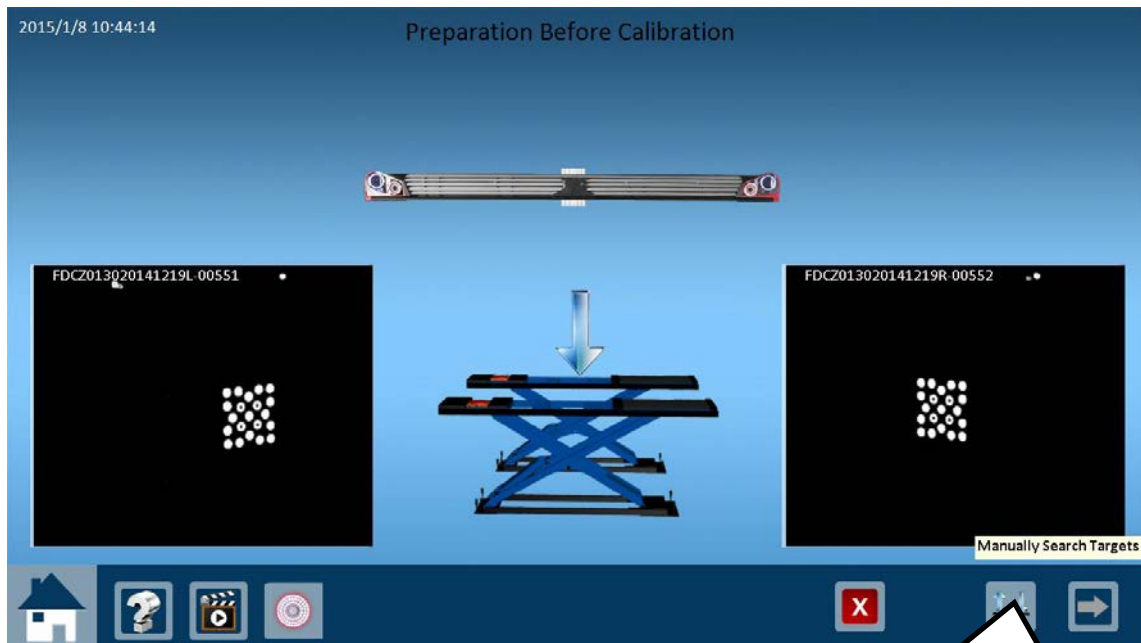 2015/1/8 10:44:14
Preparation Before Calibration
FDCZ013020141219L-00551
FDCZ013020141219R-00552
Manually Search Targets
X